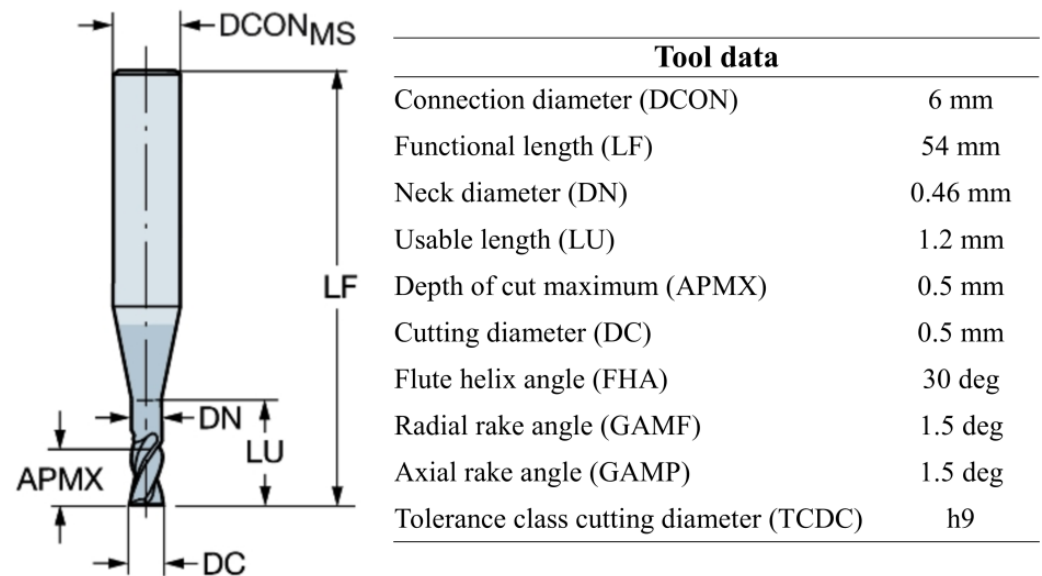 DCONMS
LF
DN
LU
APMX
DC
Tool data
Connection diameter (DCON) 6 mm
Functional length (LF) 54 mm
Neck diameter (DN) 0.46 mm
Usable length (LU) 1.2 mm
Depth of cut maximum (APMX) 0.5 mm
Cutting diameter (DC) 0.5 mm
Flute helix angle (FHA) 30 deg
Radial rake angle (GAMF) 1.5 deg
Axial rake angle (GAMP) 1.5 deg
Tolerance class cutting diameter (TCDC) h9